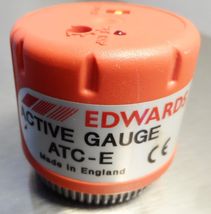 EDWARDS
ACTIVE GAUGE
ATC-E
Made in England
CE